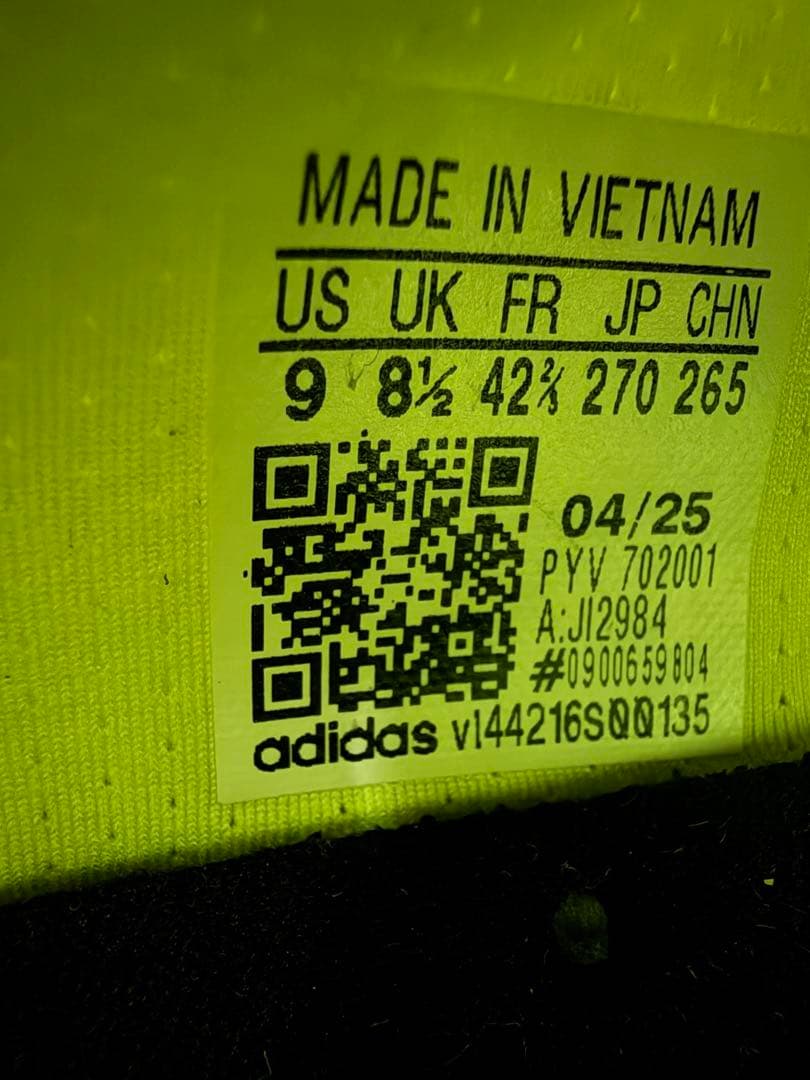 MADE IN VIETNAM
US UK FR JP CHN
9 8½ 42⅔ 270 265
04/25
PYV 702001
A:JI2984
#0900659804
adidas v144216S00135